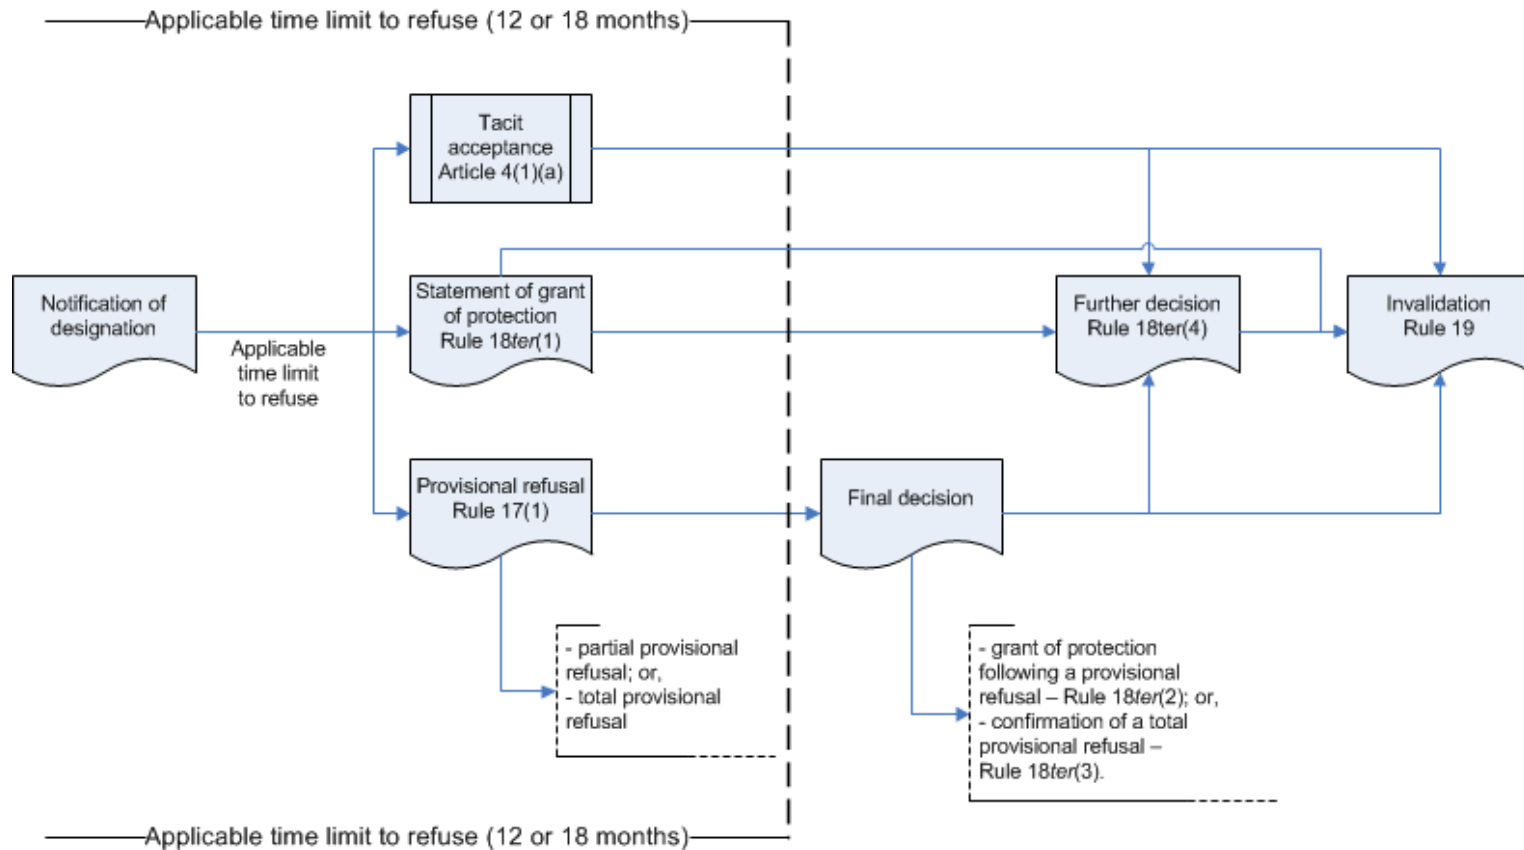 Applicable time limit to refuse (12 or 18 months)
Tacit
acceptance
Article 4(1)(a)
Notification of
designation
Applicable
time limit
to refuse
Statement of grant
of protection
Rule 18ter(1)
Further decision
Rule 18ter(4)
Invalidation
Rule 19
Provisional refusal
Rule 17(1)
Final decision
- partial provisional
refusal; or,
- total provisional
refusal
- grant of protection
following a provisional
refusal – Rule 18ter(2); or,
- confirmation of a total
provisional refusal –
Rule 18ter(3).
Applicable time limit to refuse (12 or 18 months)